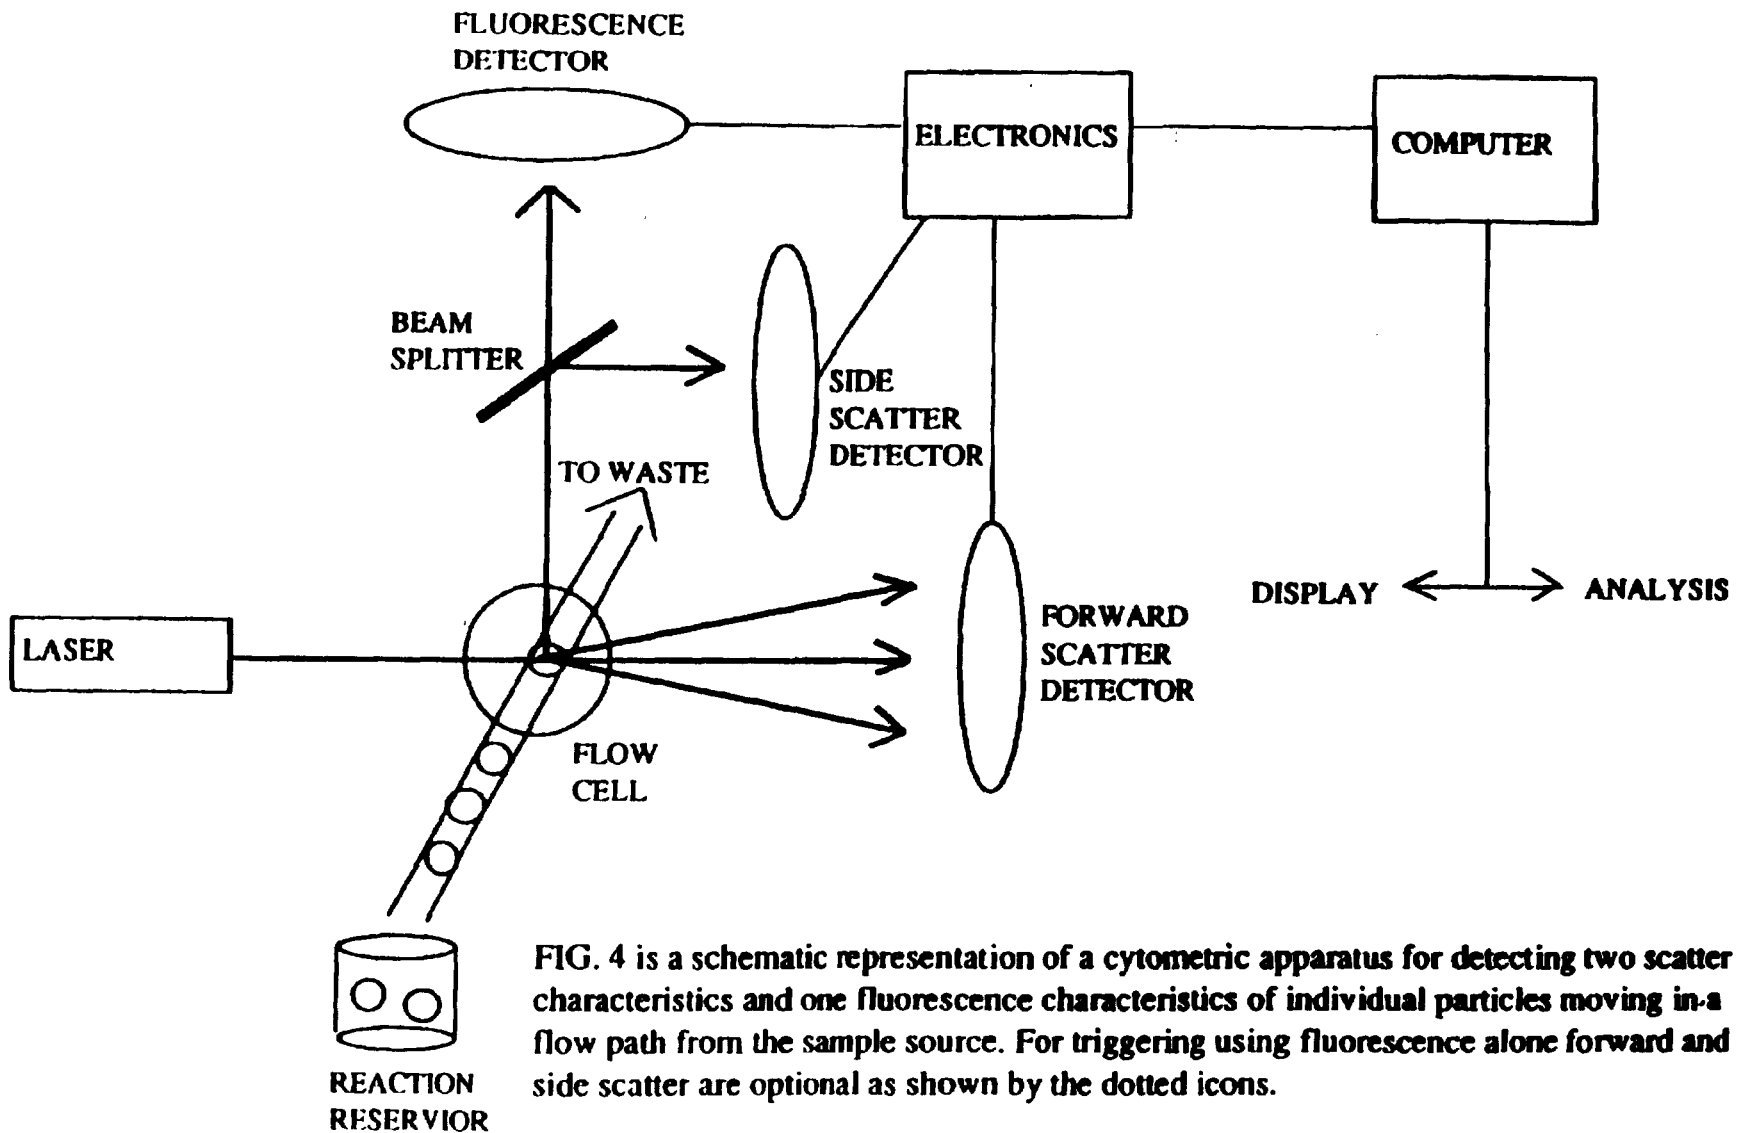 FLUORESCENCE
DETECTOR
ELECTRONICS
COMPUTER
BEAM
SPLITTER
SIDE
SCATTER
DETECTOR
TO WASTE
LASER
FLOW
CELL
FORWARD
SCATTER
DETECTOR
DISPLAY
ANALYSIS
REACTION
RESERVIOR
FIG. 4 is a schematic representation of a cytometric apparatus for detecting two scatter
characteristics and one fluorescence characteristics of individual particles moving in a
flow path from the sample source. For triggering using fluorescence alone forward and
side scatter are optional as shown by the dotted icons.